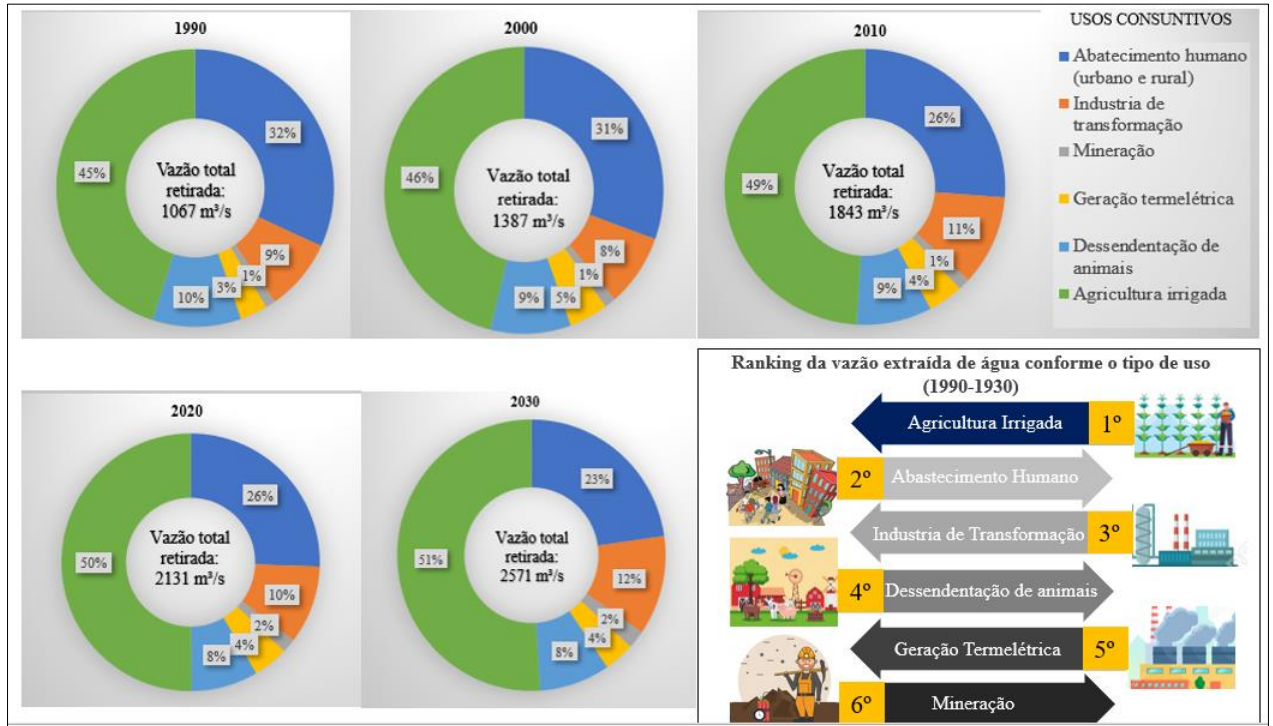 1990
32%
9%
1%
3%
10%
45%
Vazão total
retirada:
1067 m³/s
2000
31%
8%
1%
5%
9%
46%
Vazão total
retirada:
1387 m³/s
2010
26%
11%
1%
4%
9%
49%
Vazão total
retirada:
1843 m³/s
USOS CONSUNTIVOS
Abatecimento humano
(urbano e rural)
Industria de
transformação
Mineração
Geração termelétrica
Dessendentação de
animais
Agricultura irrigada
2020
26%
10%
2%
4%
8%
50%
Vazão total
retirada:
2131 m³/s
2030
23%
12%
2%
4%
8%
51%
Vazão total
retirada:
2571 m³/s
Ranking da vazão extraída de água conforme o tipo de uso
(1990-1930)
Agricultura Irrigada 1º
2º Abastecimento Humano
Industria de Transformação 3º
4º Dessendentação de animais
Geração Termelétrica 5º
6º Mineração